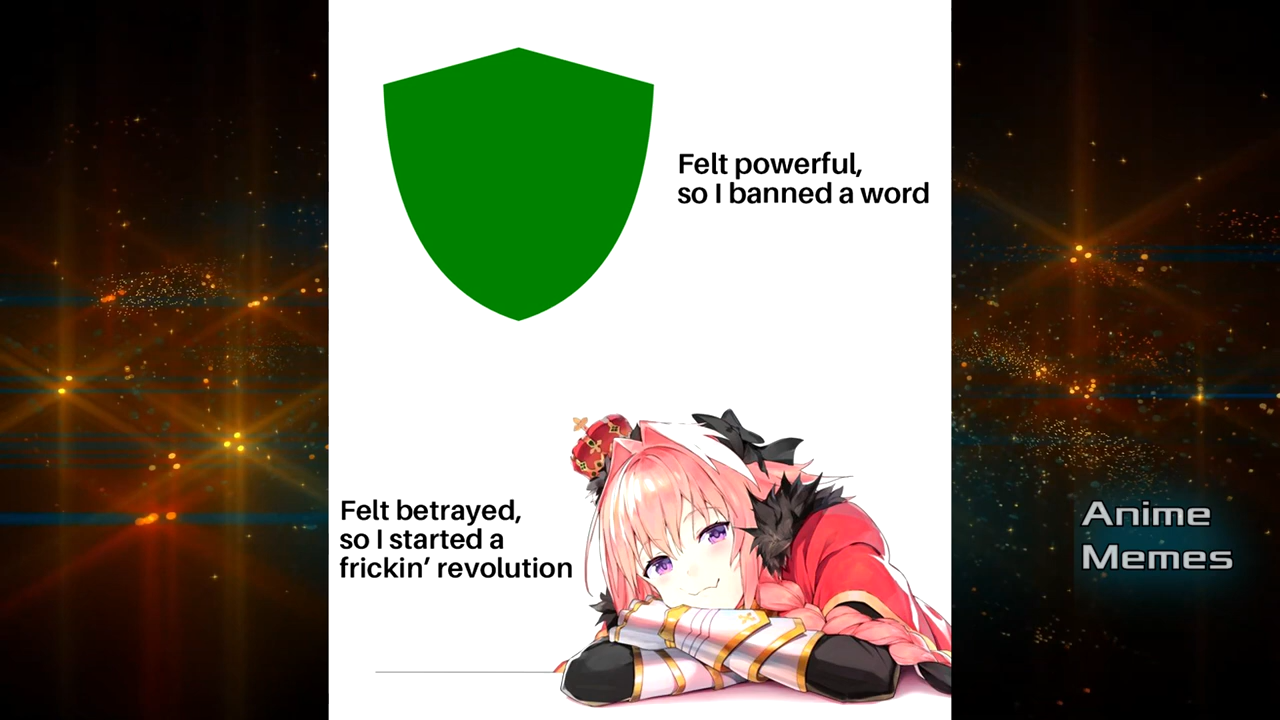 Felt powerful,
so I banned a word
Felt betrayed,
so I started a
frickin’ revolution
Anime
Memes